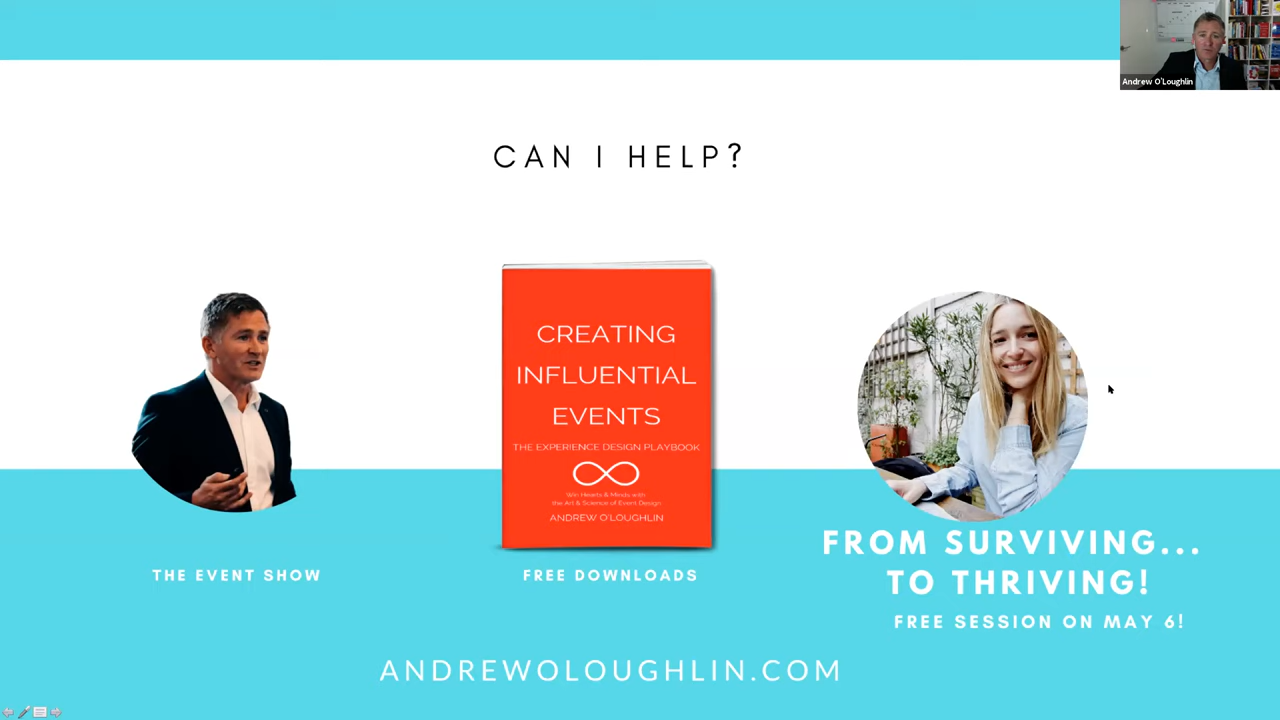 Andrew O'Loughlin
CAN I HELP?
CREATING
INFLUENTIAL
EVENTS
THE EXPERIENCE DESIGN PLAYBOOK
Win Hearts & Minds with
the Art & Science of Event Design
ANDREW O'LOUGHLIN
THE EVENT SHOW
FREE DOWNLOADS
FROM SURVIVING...
TO THRIVING!
FREE SESSION ON MAY 6!
ANDREWOLOUGHLIN.COM